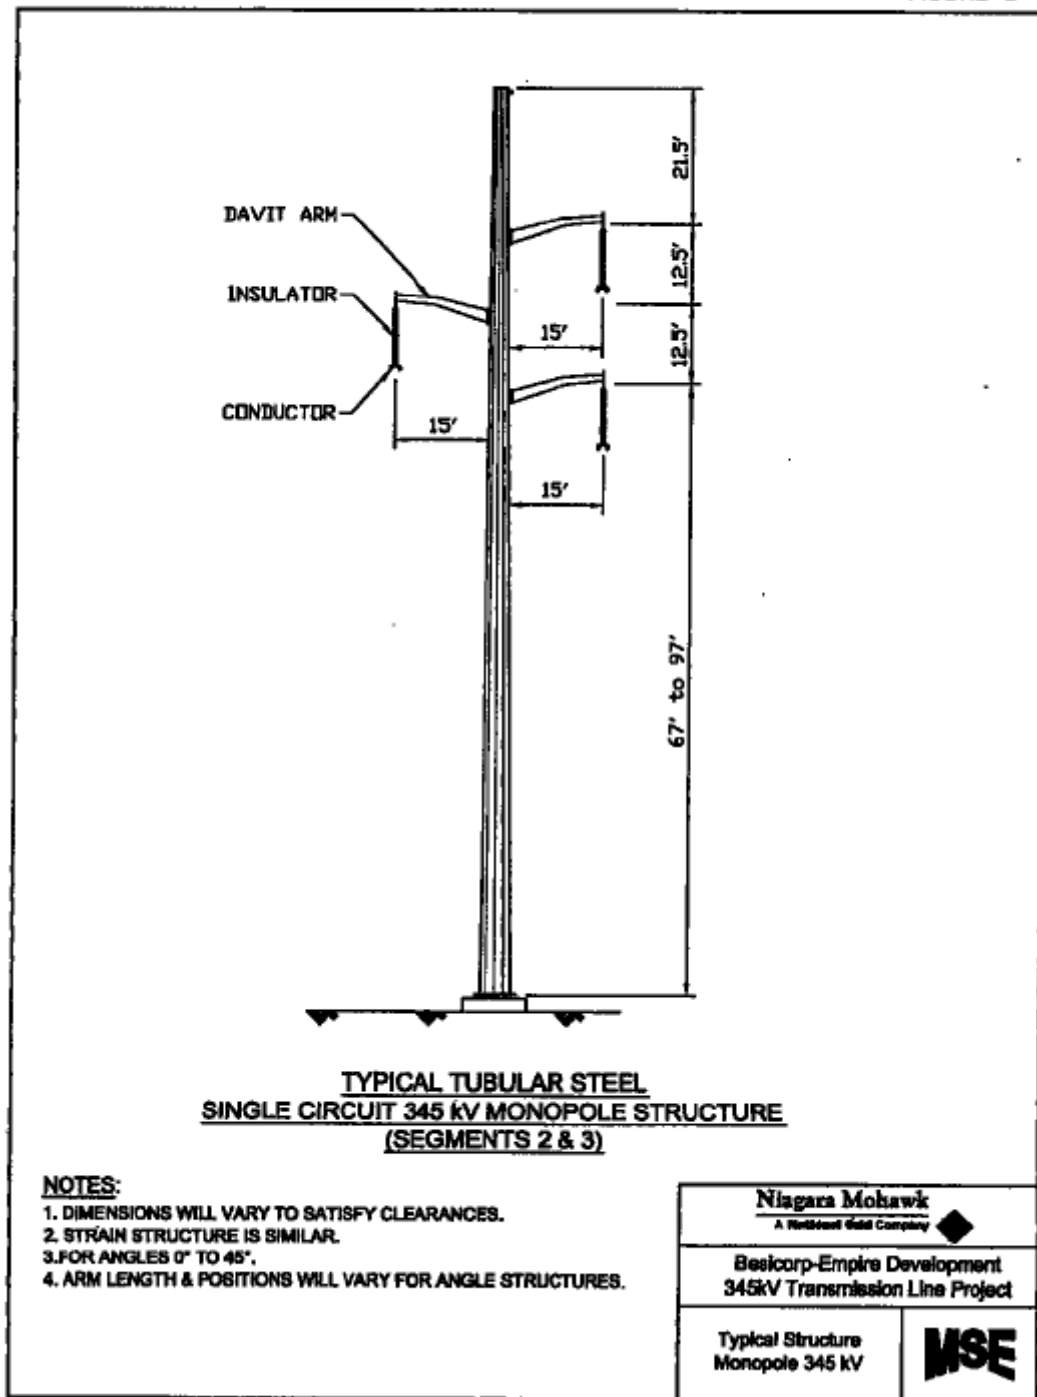 21.5'
DAVIT ARM
12.5'
INSULATOR
15'
12.5'
CONDUCTOR
15'
15'
67' to 97'
TYPICAL TUBULAR STEEL
SINGLE CIRCUIT 345 kV MONOPOLE STRUCTURE
(SEGMENTS 2 & 3)
NOTES:
1. DIMENSIONS WILL VARY TO SATISFY CLEARANCES.
2. STRAIN STRUCTURE IS SIMILAR.
3.FOR ANGLES 0° TO 45°.
4. ARM LENGTH & POSITIONS WILL VARY FOR ANGLE STRUCTURES.
Niagara Mohawk
A National Grid Company
Besicorp-Empire Development
345kV Transmission Line Project
Typical Structure
Monopole 345 kV
MSE